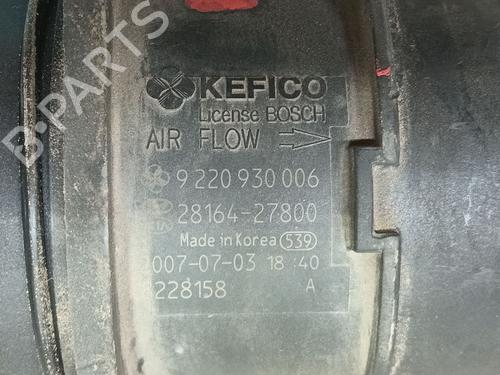 B-PARTS
KEFICO
License BOSCH
AIR FLOW
9 220 930 006
28164-27800
Made in Korea 539
2007-07-03 18:40
228158 A